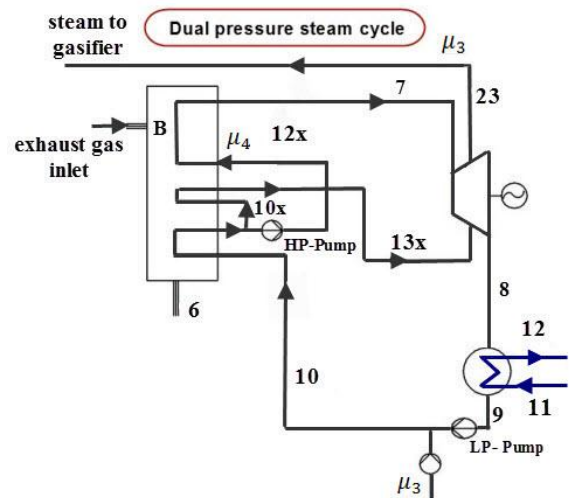 steam to
gasifier
Dual pressure steam cycle
μ3
7
23
B
exhaust gas
inlet
μ4
12x
10x
HP-Pump
13x
6
8
12
10
11
9
LP- Pump
μ3